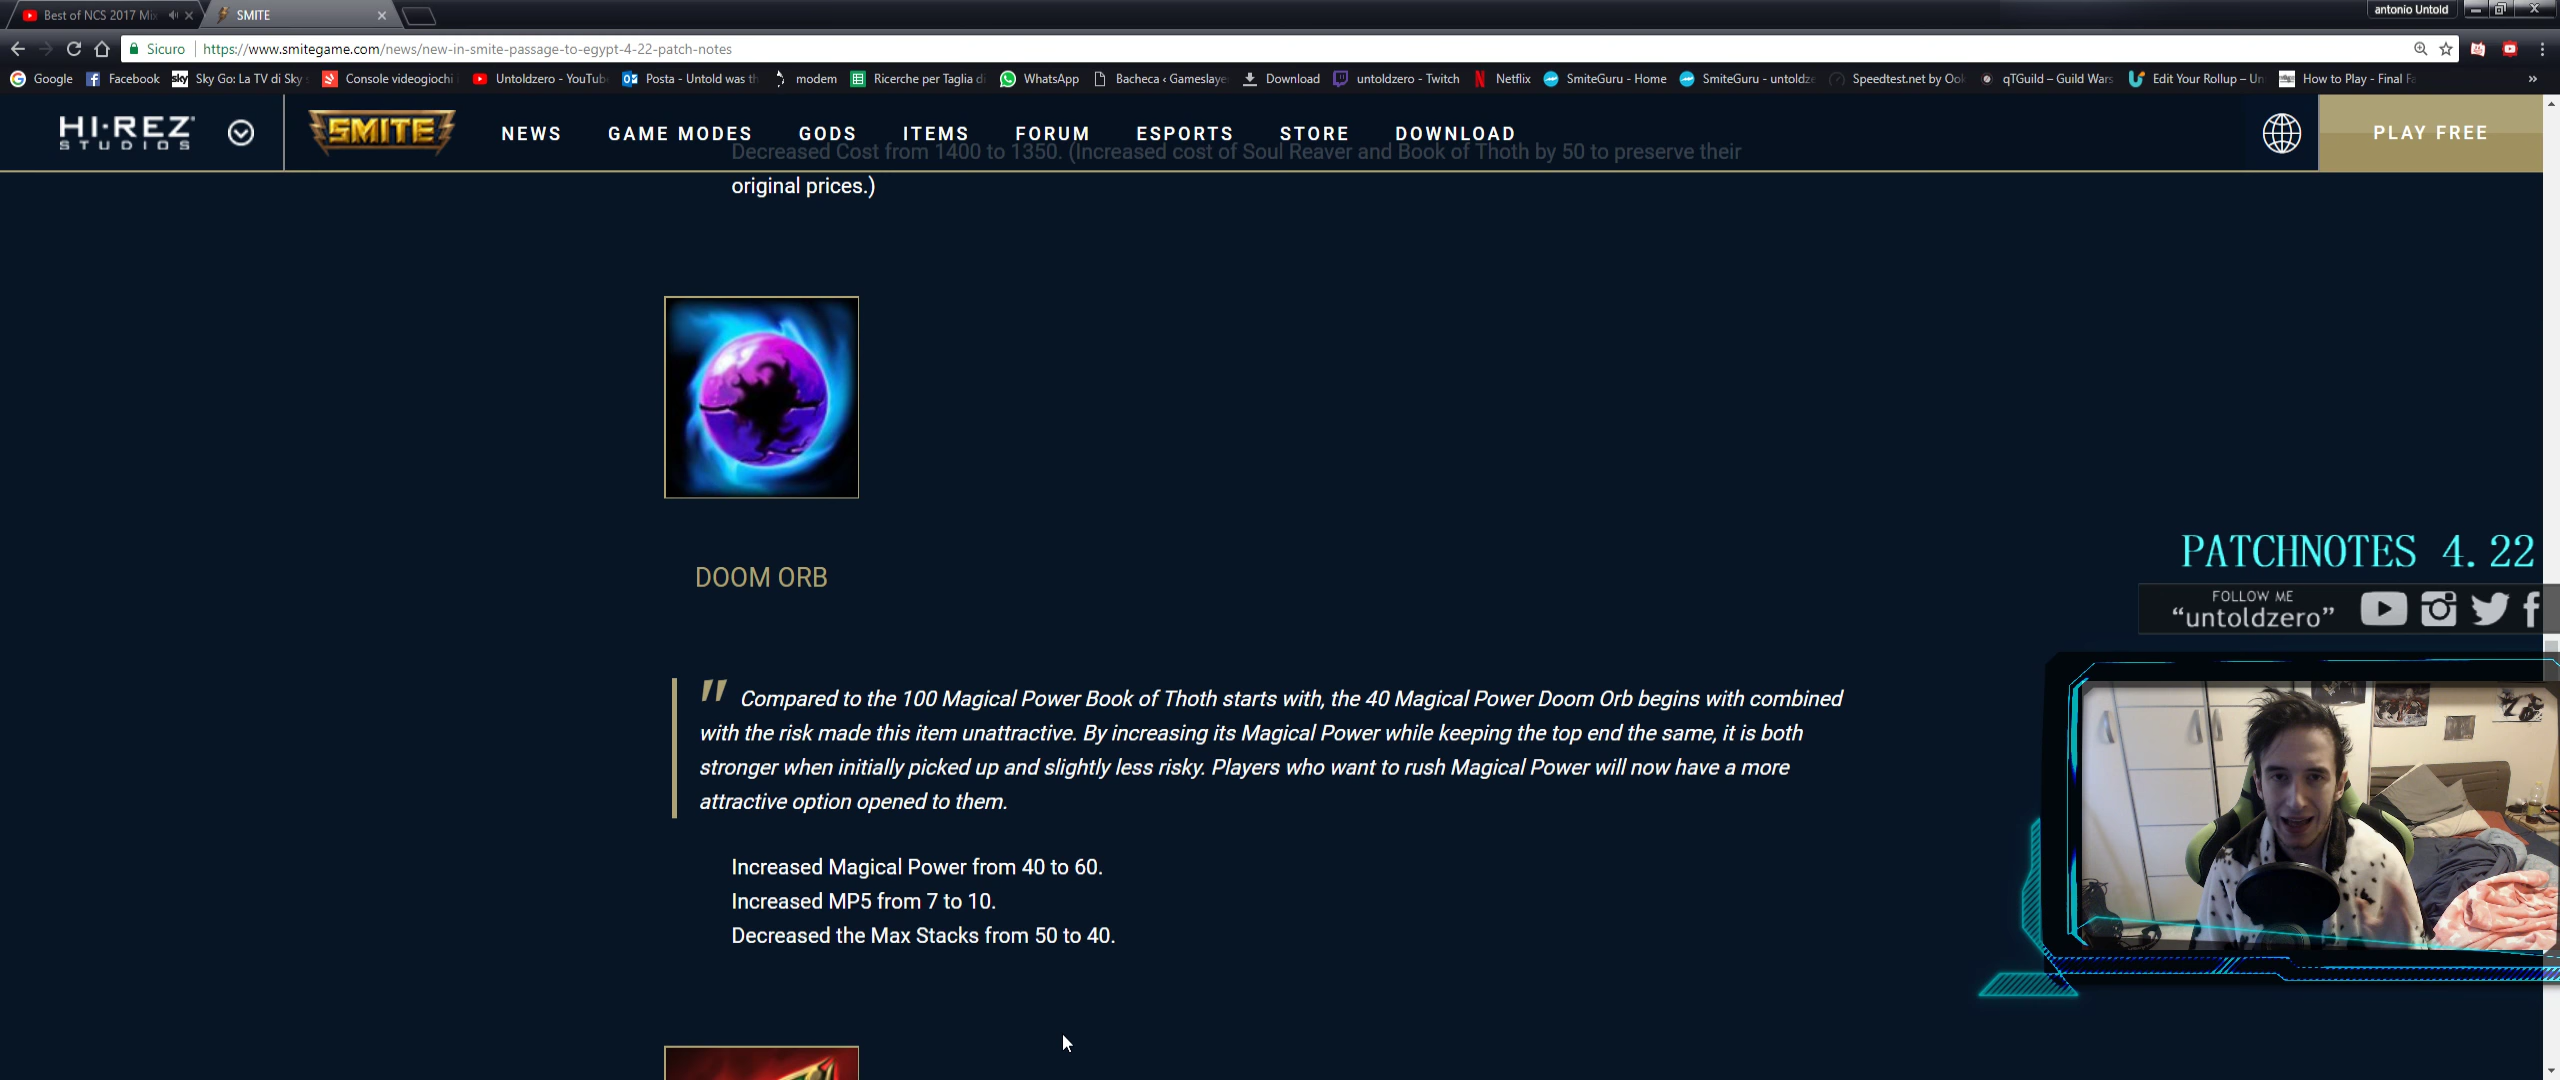 Best of NCS 2017 Mix
SMITE
antonio Untold
Sicuro https://www.smitegame.com/news/new-in-smite-passage-to-egypt-4-22-patch-notes
Google Facebook sky Sky Go: La TV di Sky Console videogiochi Untoldzero - YouTub Posta - Untold was th modem Ricerche per Taglia di WhatsApp Bacheca ‹ Gameslaye Download untoldzero - Twitch Netflix SmiteGuru - Home SmiteGuru - untoldze Speedtest.net by Ook qTGuild – Guild Wars Edit Your Rollup – Un How to Play - Final Fa »
HI-REZ STUDIOS SMITE NEWS GAME MODES GODS ITEMS FORUM ESPORTS STORE DOWNLOAD PLAY FREE
Decreased Cost from 1400 to 1350. (Increased cost of Soul Reaver and Book of Thoth by 50 to preserve their
original prices.)
DOOM ORB
PATCHNOTES 4.22
FOLLOW ME
“untoldzero”
" Compared to the 100 Magical Power Book of Thoth starts with, the 40 Magical Power Doom Orb begins with combined
with the risk made this item unattractive. By increasing its Magical Power while keeping the top end the same, it is both
stronger when initially picked up and slightly less risky. Players who want to rush Magical Power will now have a more
attractive option opened to them.
Increased Magical Power from 40 to 60.
Increased MP5 from 7 to 10.
Decreased the Max Stacks from 50 to 40.